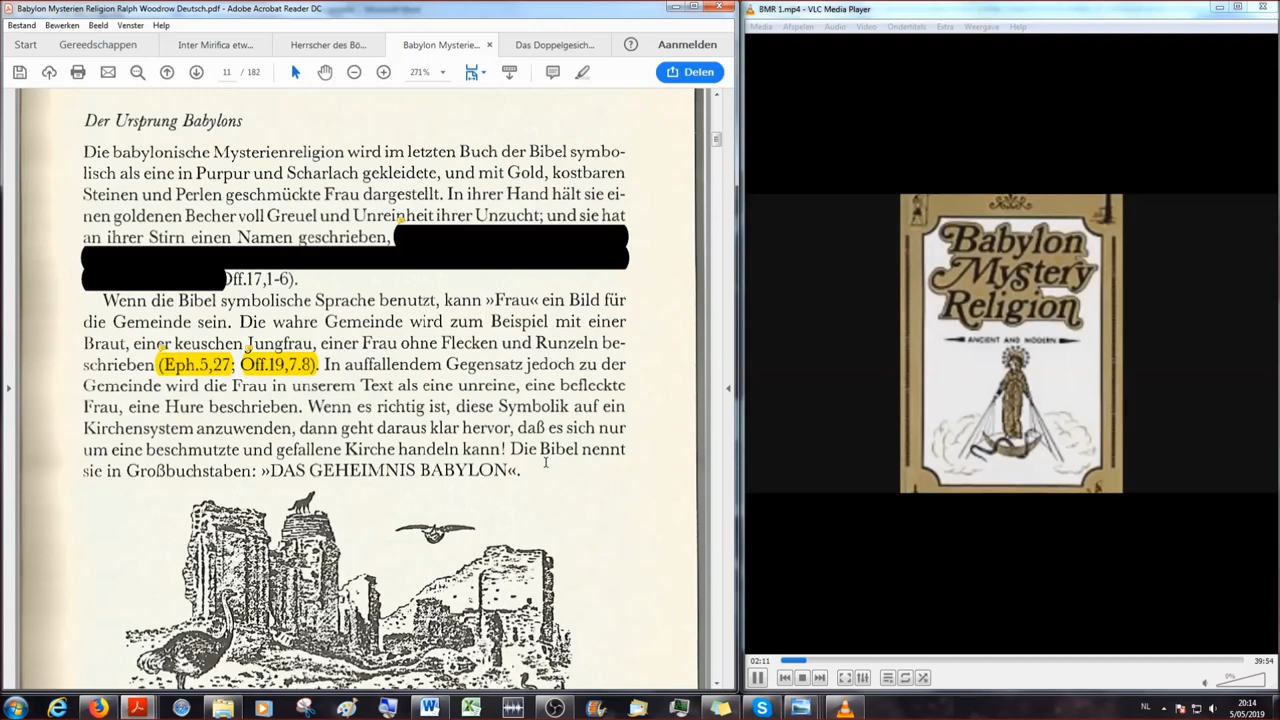 Babylon Mysterien Religion Ralph Woodrow Deutsch.pdf - Adobe Acrobat Reader DC
Bestand Bewerken Beeld Venster Help
Start Gereedschappen Inter Mirifica etw... Herrscher des Bö... Babylon Mysterie... × Das Doppelgesich... Aanmelden
11 / 182 271% Delen
Der Ursprung Babylons
Die babylonische Mysterienreligion wird im letzten Buch der Bibel symbo-
lisch als eine in Purpur und Scharlach gekleidete, und mit Gold, kostbaren
Steinen und Perlen geschmückte Frau dargestellt. In ihrer Hand hält sie ei-
nen goldenen Becher voll Greuel und Unreinheit ihrer Unzucht; und sie hat
an ihrer Stirn einen Namen geschrieben,
Off.17,1-6).
Wenn die Bibel symbolische Sprache benutzt, kann »Frau« ein Bild für
die Gemeinde sein. Die wahre Gemeinde wird zum Beispiel mit einer
Braut, einer keuschen Jungfrau, einer Frau ohne Flecken und Runzeln be-
schrieben (Eph.5,27; Off.19,7.8). In auffallendem Gegensatz jedoch zu der
Gemeinde wird die Frau in unserem Text als eine unreine, eine befleckte
Frau, eine Hure beschrieben. Wenn es richtig ist, diese Symbolik auf ein
Kirchensystem anzuwenden, dann geht daraus klar hervor, daß es sich nur
um eine beschmutzte und gefallene Kirche handeln kann! Die Bibel nennt
sie in Großbuchstaben: »DAS GEHEIMNIS BABYLON«.
BMR 1.mp4 - VLC Media Player
Media Afspelen Audio Video Ondertitels Extra Weergave Help
Babylon
Mystery
Religion
ANCIENT AND MODERN
02:11 39:54
0%
NL 20:14
5/05/2019